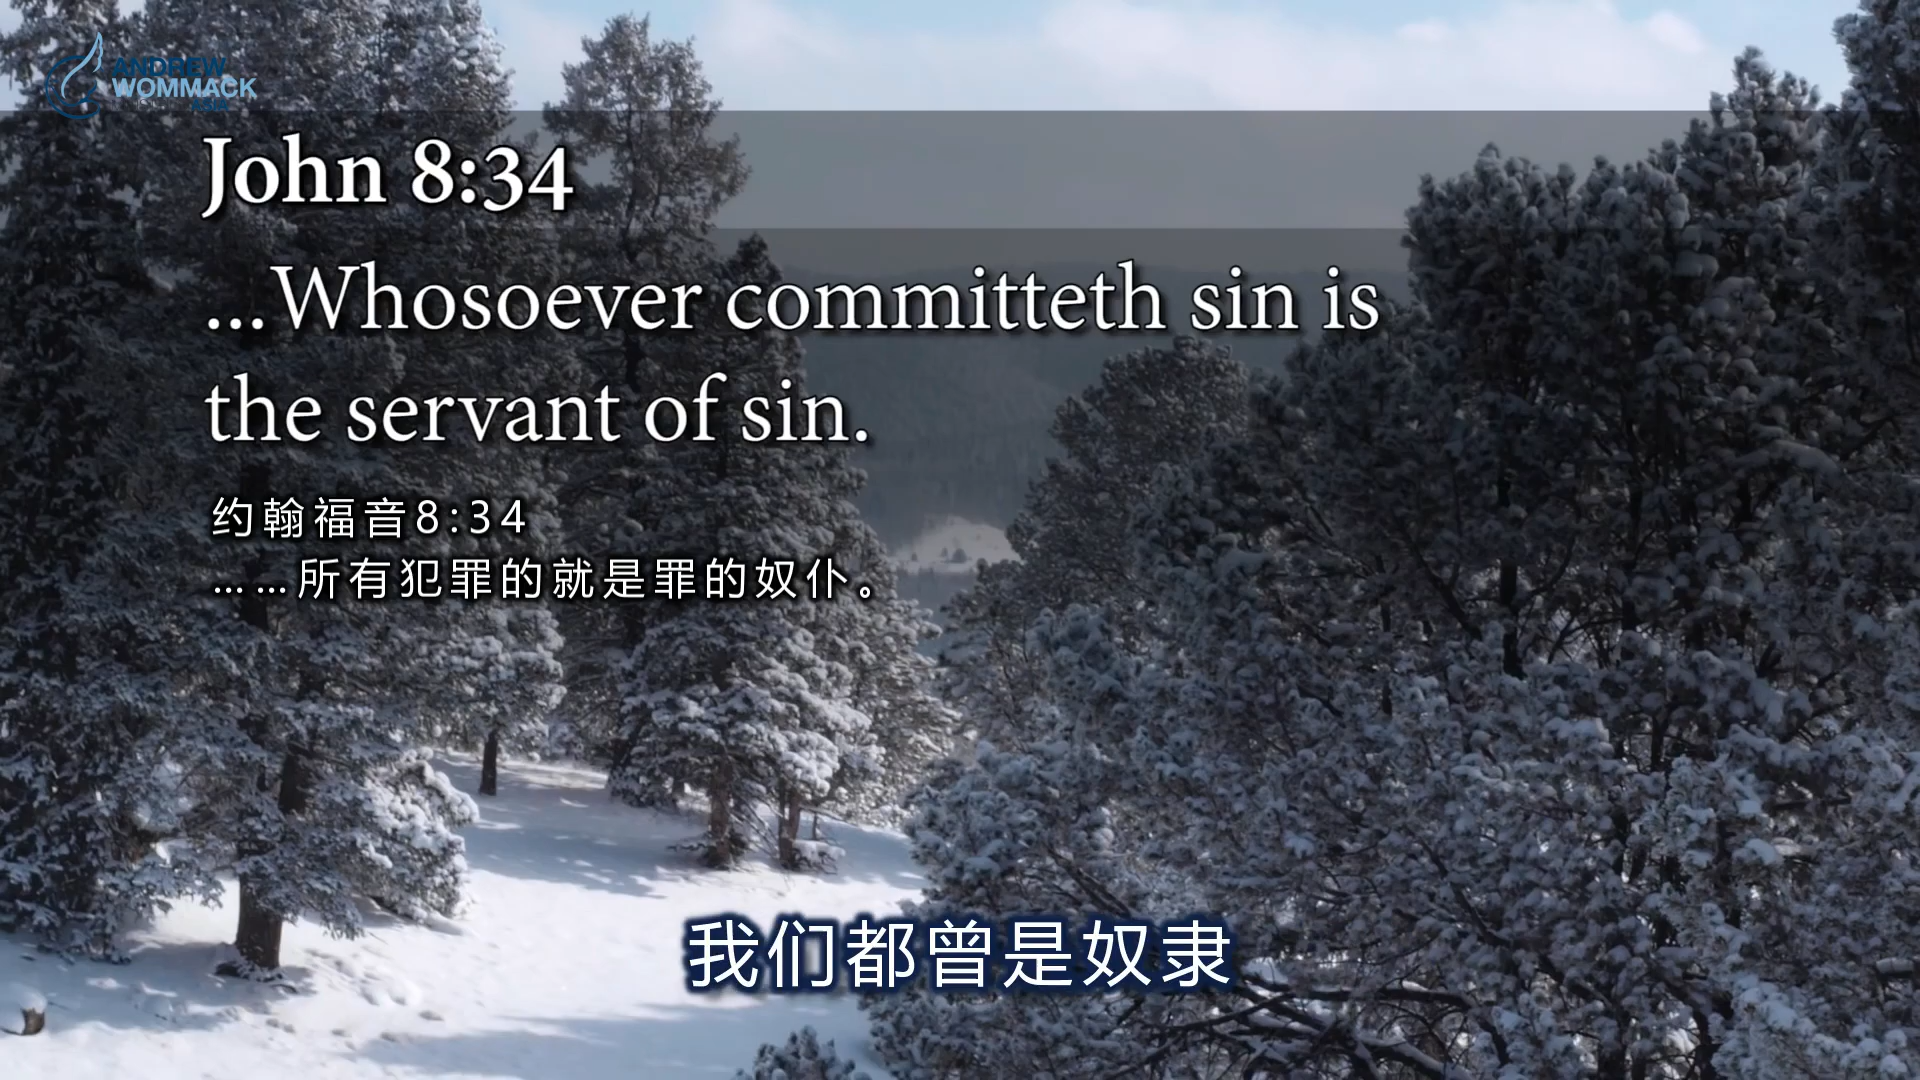 ANDREW
WOMMACK
ASIA
John 8:34
...Whosoever committeth sin is
the servant of sin.
约翰福音8:34
……所有犯罪的就是罪的奴仆。
我们都曾是奴隶